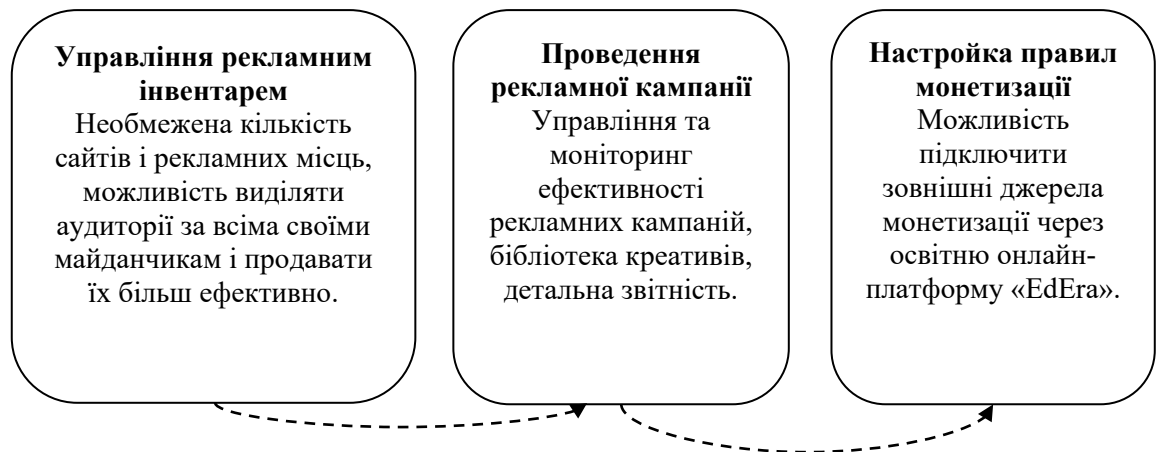 Управління рекламним
інвентарем
Необмежена кількість
сайтів і рекламних місць,
можливість виділяти
аудиторії за всіма своїми
майданчикам і продавати
їх більш ефективно.
Проведення
рекламної кампанії
Управління та
моніторинг
ефективності
рекламних кампаній,
бібліотека креативів,
детальна звітність.
Настройка правил
монетизації
Можливість
підключити
зовнішні джерела
монетизації через
освітню онлайн-
платформу «EdEra».